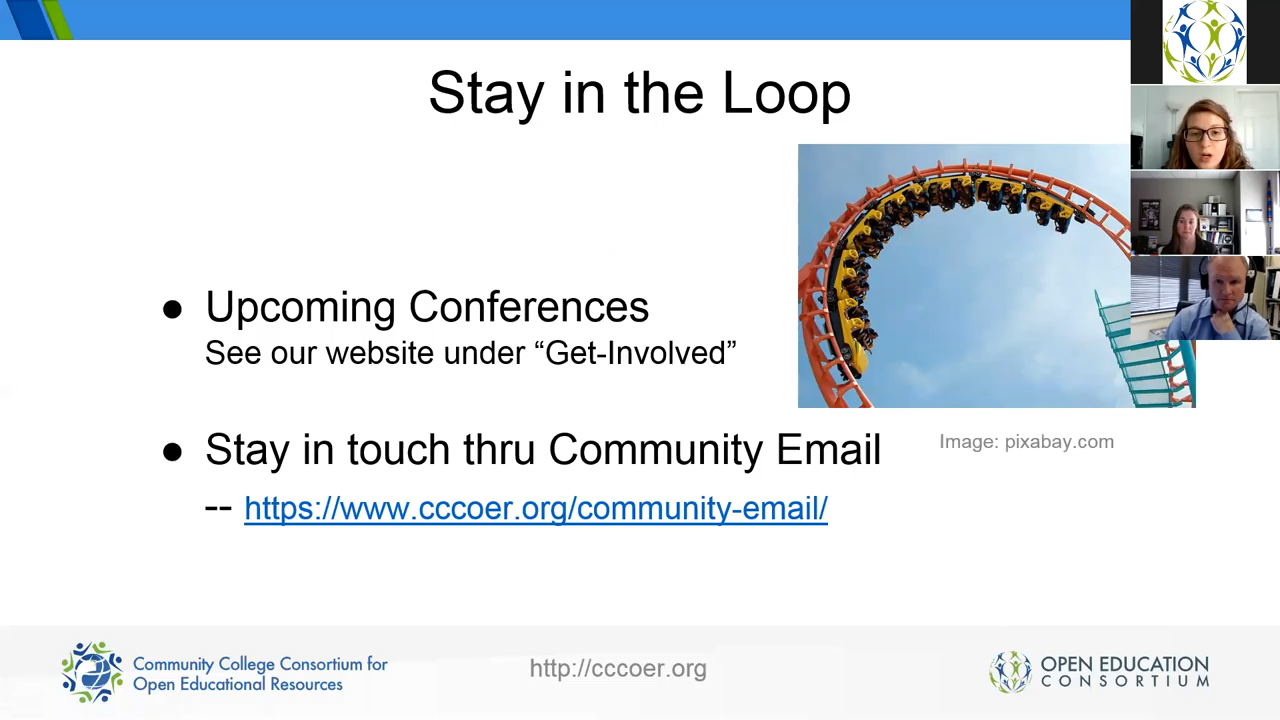 Stay in the Loop
● Upcoming Conferences
See our website under “Get-Involved”
● Stay in touch thru Community Email
-- https://www.cccoer.org/community-email/
Image: pixabay.com
Community College Consortium for
Open Educational Resources
http://cccoer.org
OPEN EDUCATION
CONSORTIUM